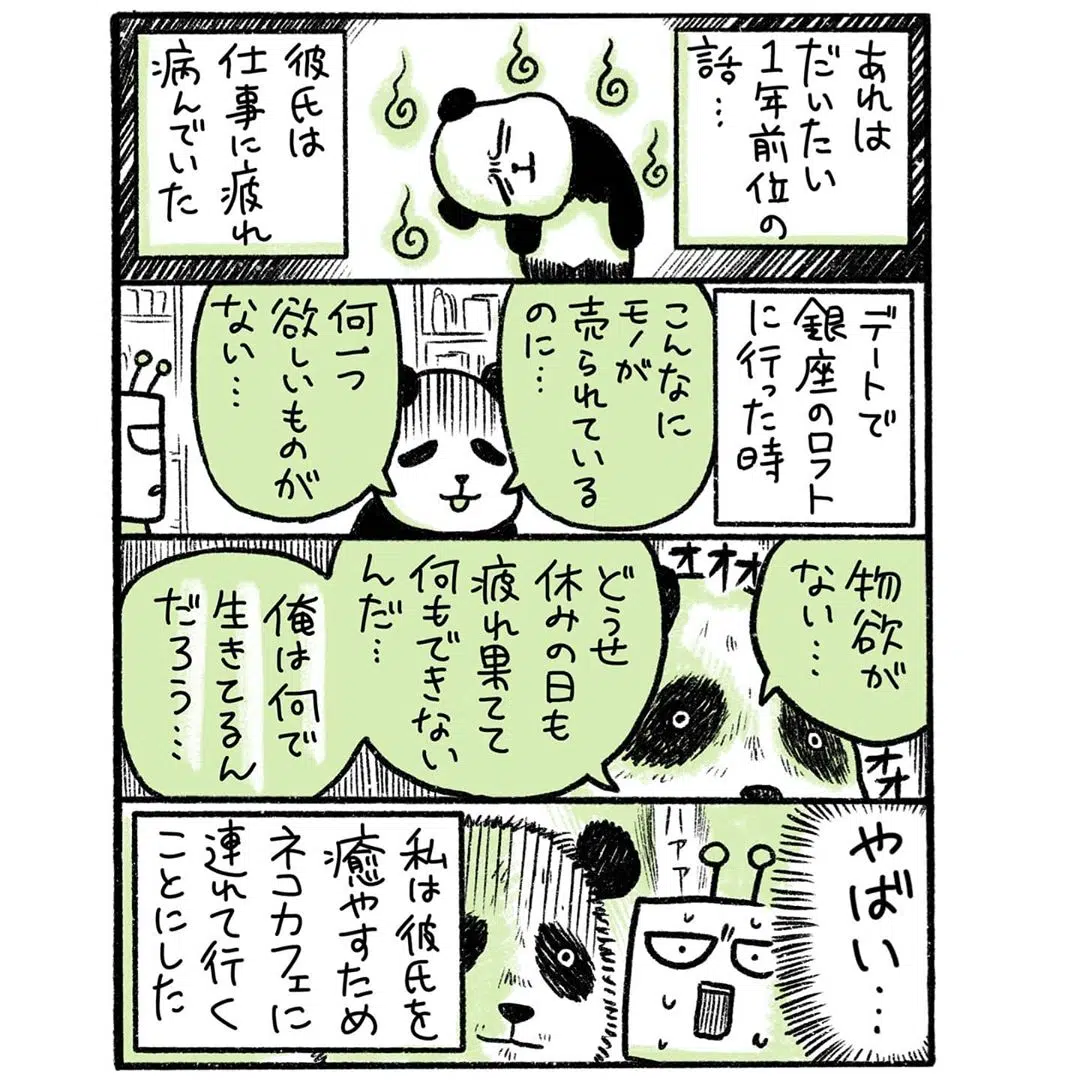 あれは
だいたい
1年前位の
話…
彼氏は
仕事に疲れ
病んでいた
デートで
銀座のロフト
に行った時
こんなに
モノが
売られている
のに…
何一つ
欲しいものが
ない…
物欲が
ない…
オオオ
オオ
どうせ
休みの日も
疲れ果てて
何もできない
んだ…
俺は何で
生きてるん
だろう…
やばい…
ハァァ
私は彼氏を
癒やすため
ネコカフェに
連れて行く
ことにした